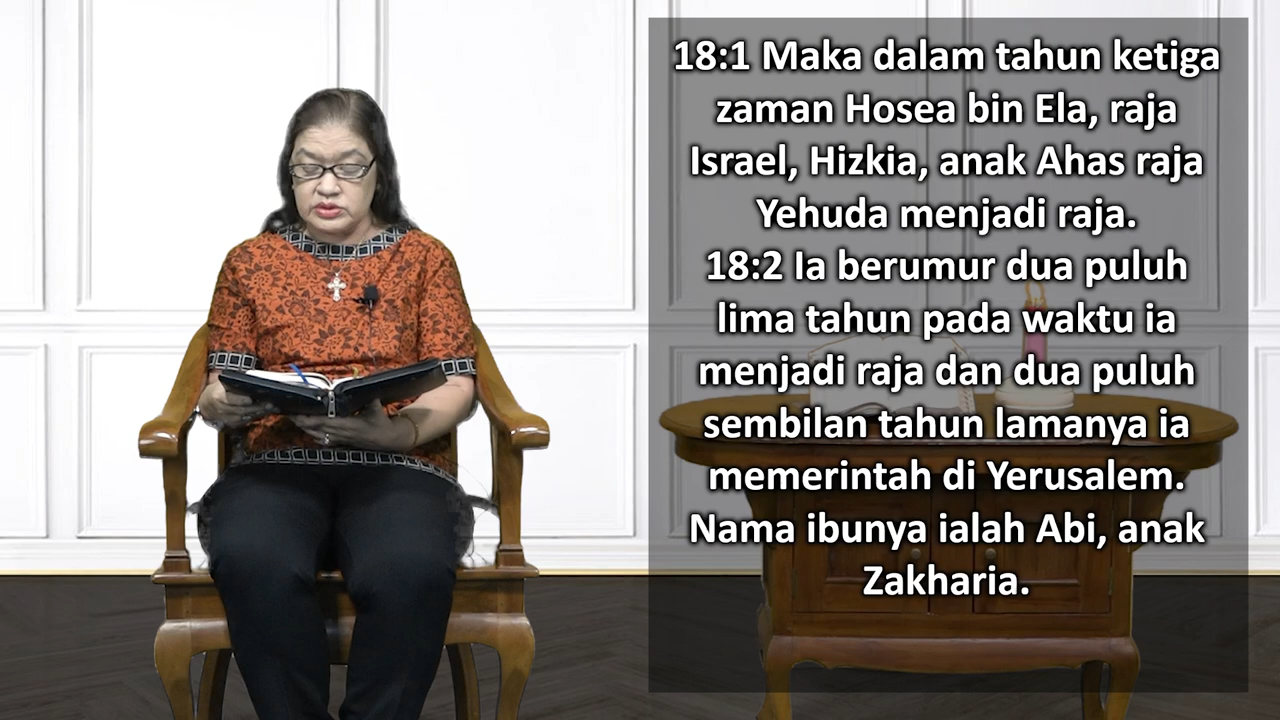 18:1 Maka dalam tahun ketiga
zaman Hosea bin Ela, raja
Israel, Hizkia, anak Ahas raja
Yehuda menjadi raja.
18:2 Ia berumur dua puluh
lima tahun pada waktu ia
menjadi raja dan dua puluh
sembilan tahun lamanya ia
memerintah di Yerusalem.
Nama ibunya ialah Abi, anak
Zakharia.